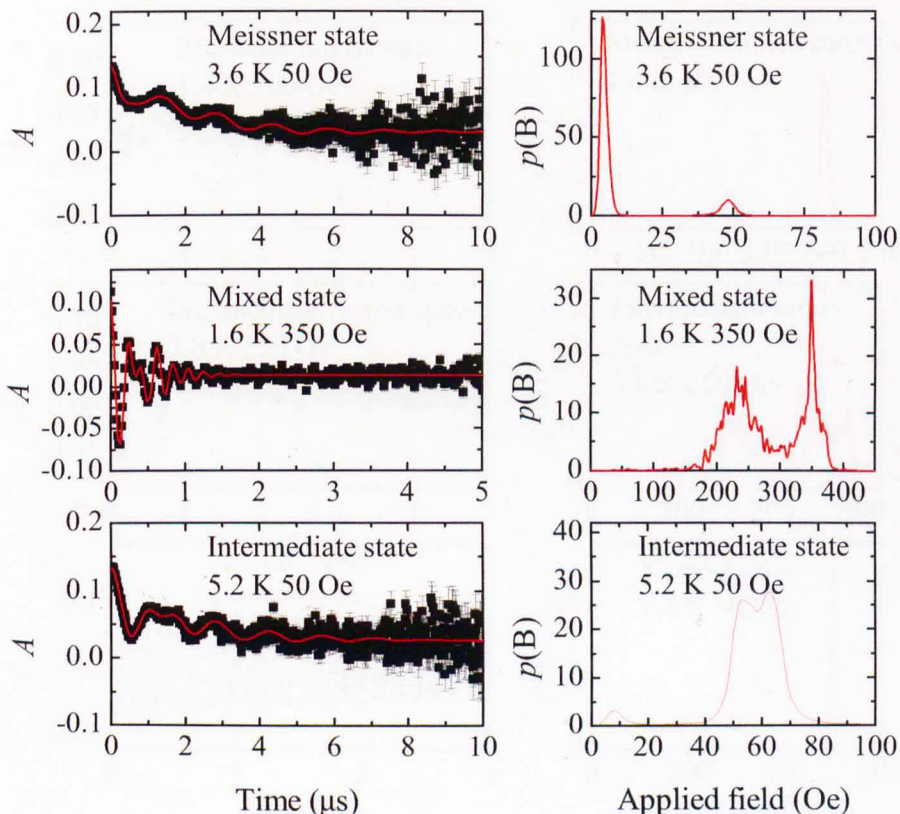 0.2
0.1
0.0
-0.1
A
0 2 4 6 8 10
Meissner state
3.6 K 50 Oe
125
100
50
0
p(B)
0 25 50 75 100
Meissner state
3.6 K 50 Oe
0.10
0.05
0.00
-0.05
-0.10
A
0 1 2 3 4 5
Mixed state
1.6 K 350 Oe
30
20
10
0
p(B)
0 100 200 300 400
Mixed state
1.6 K 350 Oe
0.2
0.1
0.0
-0.1
A
0 2 4 6 8 10
Intermediate state
5.2 K 50 Oe
Time (μs)
40
30
20
10
0
p(B)
0 20 40 60 80 100
Intermediate state
5.2 K 50 Oe
Applied field (Oe)